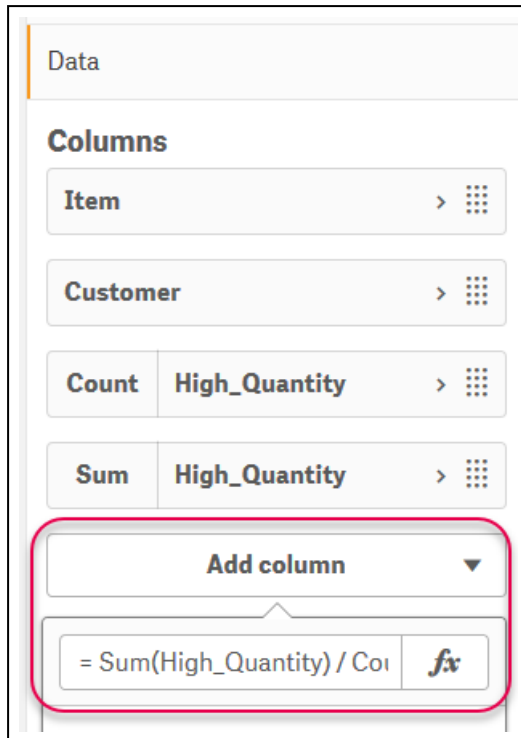 Data
Columns
Item
Customer
Count High_Quantity
Sum High_Quantity
Add column
= Sum(High_Quantity) / Cou fx